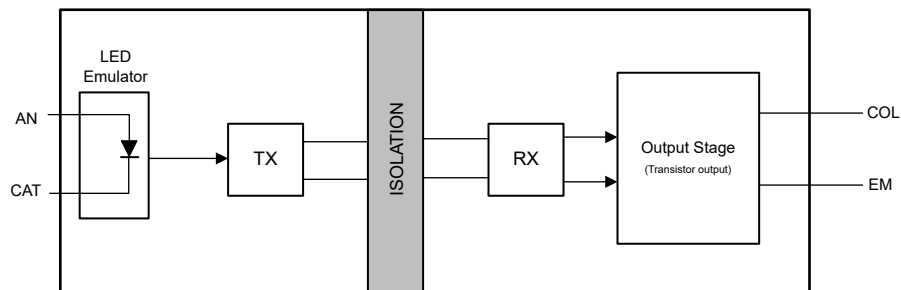 LED
Emulator
AN
CAT
TX
ISOLATION
RX
Output Stage
(Transistor output)
COL
EM